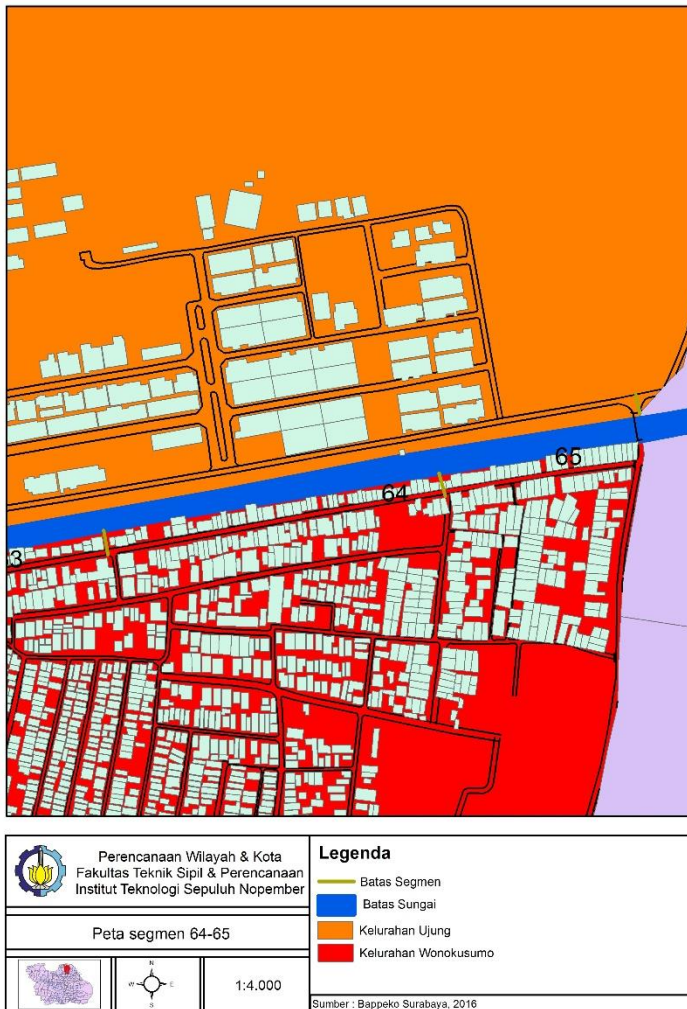 65
64
3
Perencanaan Wilayah & Kota
Fakultas Teknik Sipil & Perencanaan
Institut Teknologi Sepuluh Nopember
Peta segmen 64-65
N
W E
S
1:4.000
Legenda
Batas Segmen
Batas Sungai
Kelurahan Ujung
Kelurahan Wonokusumo
Sumber : Bappeko Surabaya, 2016